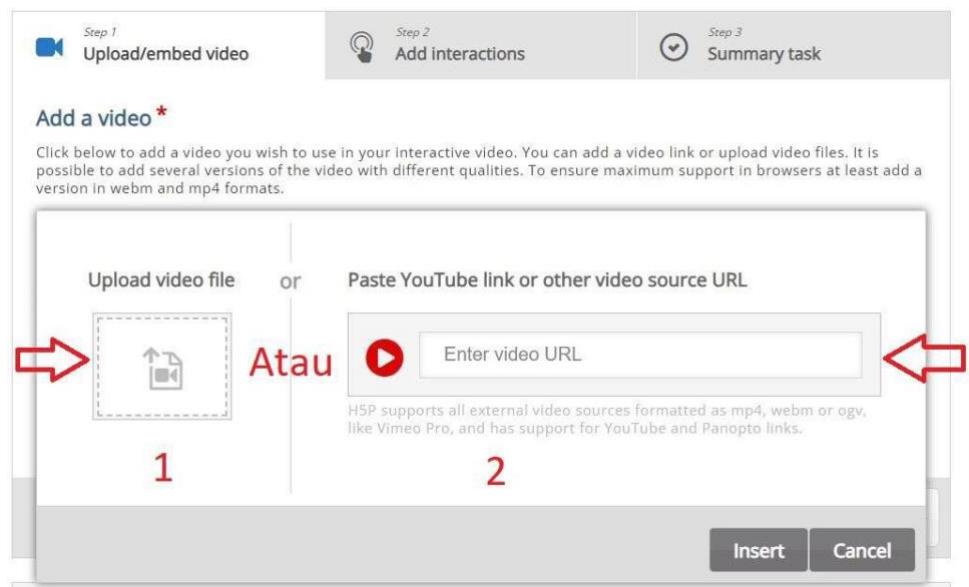 Step 1
Upload/embed video
Step 2
Add interactions
Step 3
Summary task
Add a video *
Click below to add a video you wish to use in your interactive video. You can add a video link or upload video files. It is
possible to add several versions of the video with different qualities. To ensure maximum support in browsers at least add a
version in webm and mp4 formats.
Upload video file
or
Paste YouTube link or other video source URL
Atau
Enter video URL
H5P supports all external video sources formatted as mp4, webm or ogv,
like Vimeo Pro, and has support for YouTube and Panopto links.
1
2
Insert
Cancel